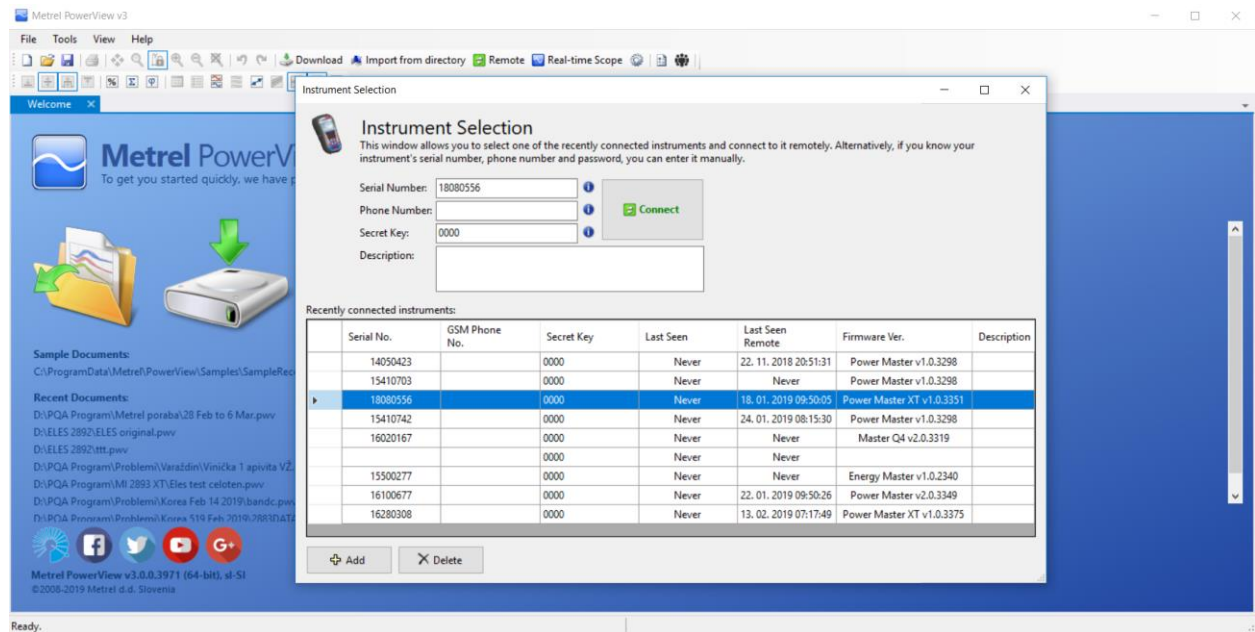 Metrel PowerView v3
File Tools View Help
Download Import from directory Remote Real-time Scope
Welcome
Metrel PowerV
To get you started quickly, we have p
Sample Documents:
C:\ProgramData\Metrel\PowerView\Samples\SampleRec
Recent Documents:
D:\PQA Program\Metrel poraba\28 Feb to 6 Mar.pwv
D:\ELES 2892\ELES original.pwv
D:\ELES 2892\ttt.pwv
D:\PQA Program\Problemi\Varaždin\Vinička 1 apivita VŽ.
D:\PQA Program\MI 2893 XT\Eles test celoten.pwv
D:\PQA Program\Problemi\Korea Feb 14 2019\bandc.pwv
D:\PQA Program\Problemi\Korea 519 Feb 2019\2883DATA
G+
Metrel PowerView v3.0.0.3971 (64-bit), sl-SI
©2008-2019 Metrel d.d. Slovenia
Instrument Selection
Instrument Selection
This window allows you to select one of the recently connected instruments and connect to it remotely. Alternatively, if you know your
instrument's serial number, phone number and password, you can enter it manually.
Serial Number: 18080556
Phone Number:
Connect
Secret Key: 0000
Description:
Recently connected instruments:
Serial No. GSM Phone No. Secret Key Last Seen Last Seen Remote Firmware Ver. Description
14050423 0000 Never 22. 11. 2018 20:51:31 Power Master v1.0.3298
15410703 0000 Never Never Power Master v1.0.3298
18080556 0000 Never 18. 01. 2019 09:50:05 Power Master XT v1.0.3351
15410742 0000 Never 24. 01. 2019 08:15:30 Power Master v1.0.3298
16020167 0000 Never Never Master Q4 v2.0.3319
0000 Never Never
15500277 0000 Never Never Energy Master v1.0.2340
16100677 0000 Never 22. 01. 2019 09:50:26 Power Master v2.0.3349
16280308 0000 Never 13. 02. 2019 07:17:49 Power Master XT v1.0.3375
Add Delete
Ready.